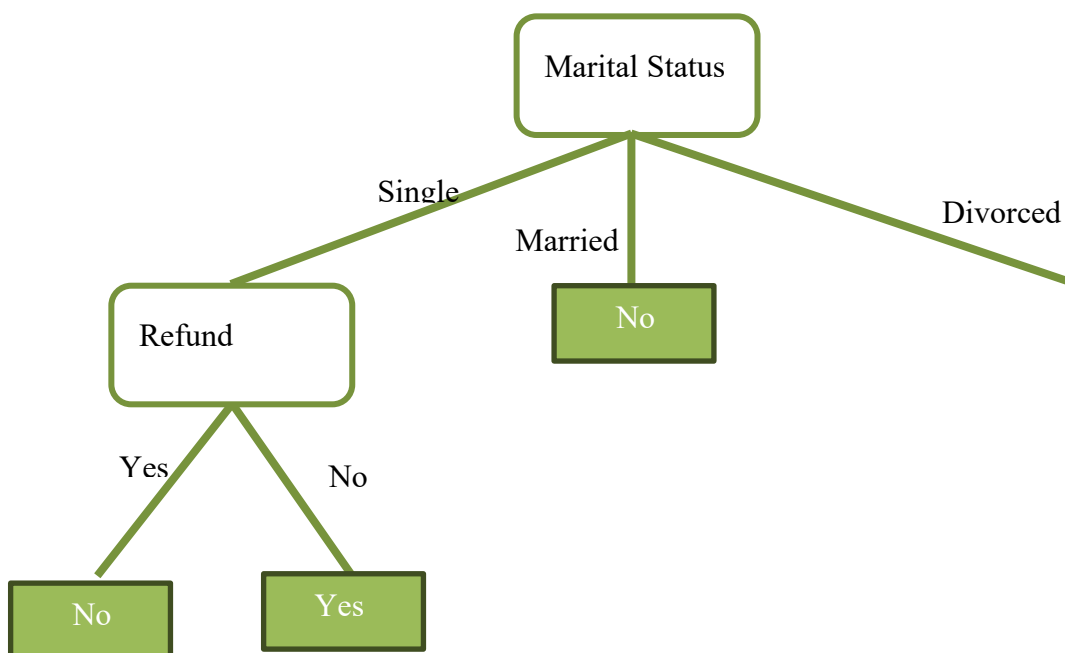 Marital Status
Single
Divorced
Married
No
Refund
Yes
No
No
Yes